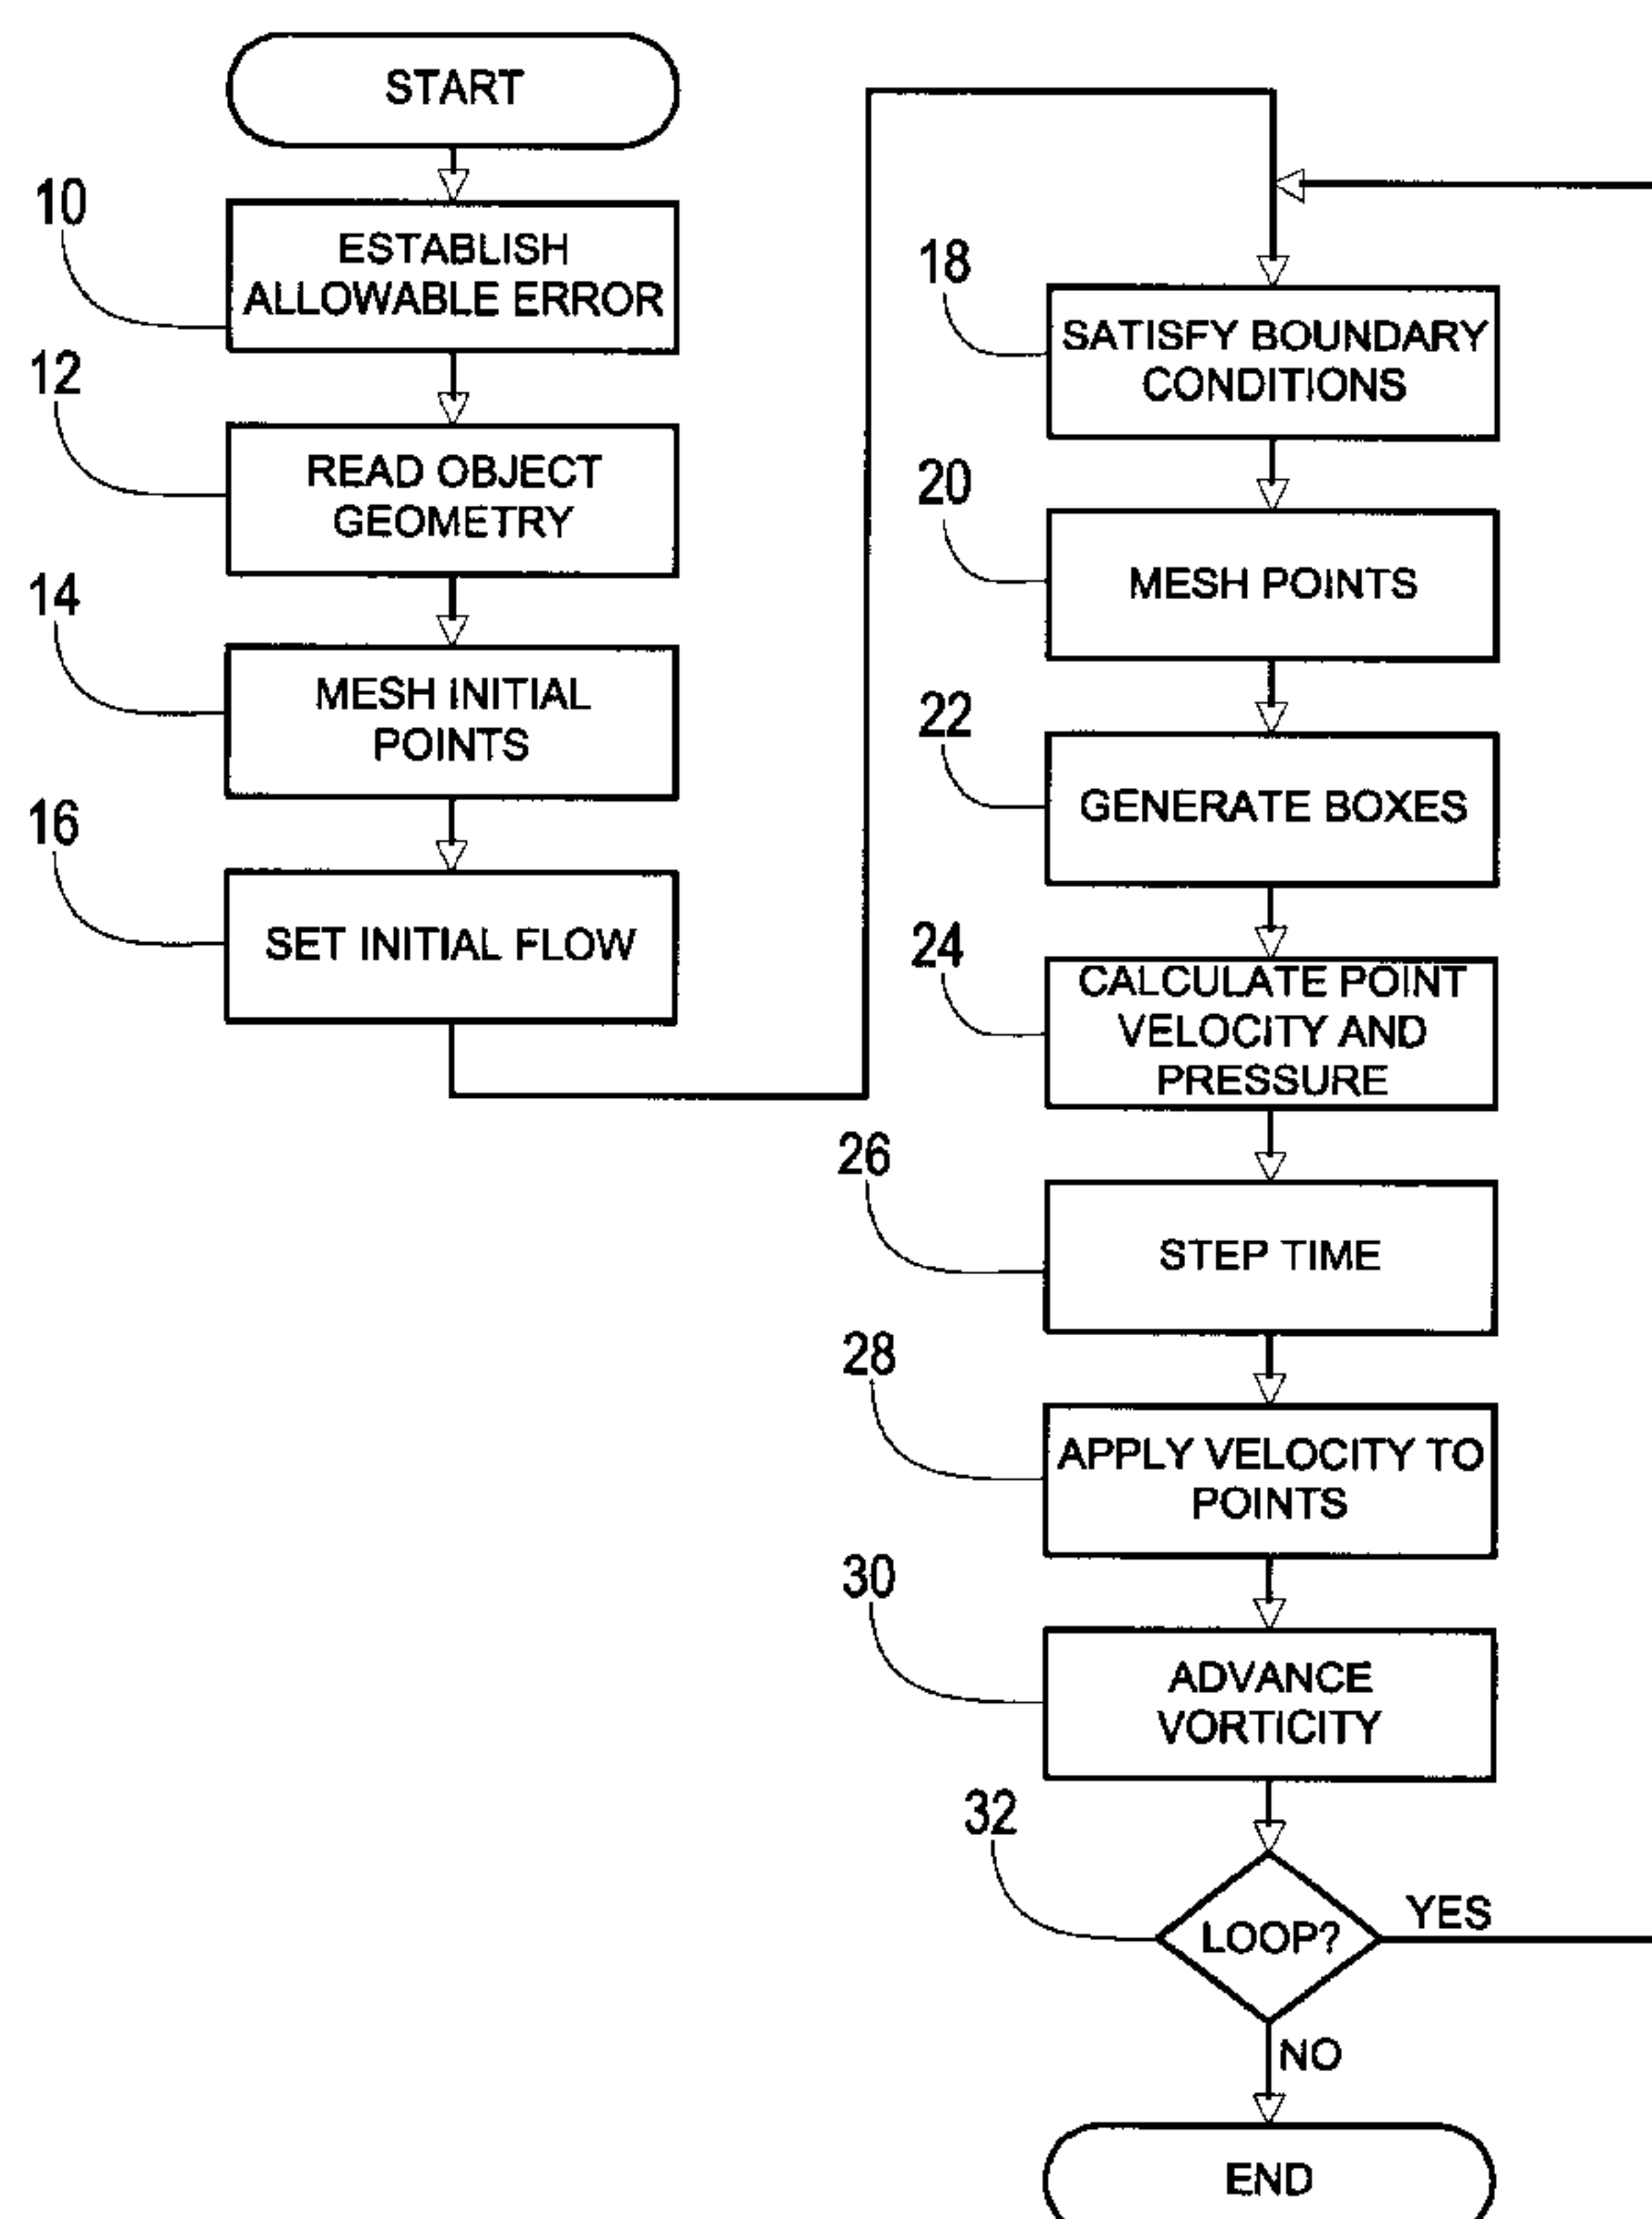 START
10
ESTABLISH
ALLOWABLE ERROR
12
READ OBJECT
GEOMETRY
14
MESH INITIAL
POINTS
16
SET INITIAL FLOW
18
SATISFY BOUNDARY
CONDITIONS
20
MESH POINTS
22
GENERATE BOXES
24
CALCULATE POINT
VELOCITY AND
PRESSURE
26
STEP TIME
28
APPLY VELOCITY TO
POINTS
30
ADVANCE
VORTICITY
32
LOOP?
YES
NO
END